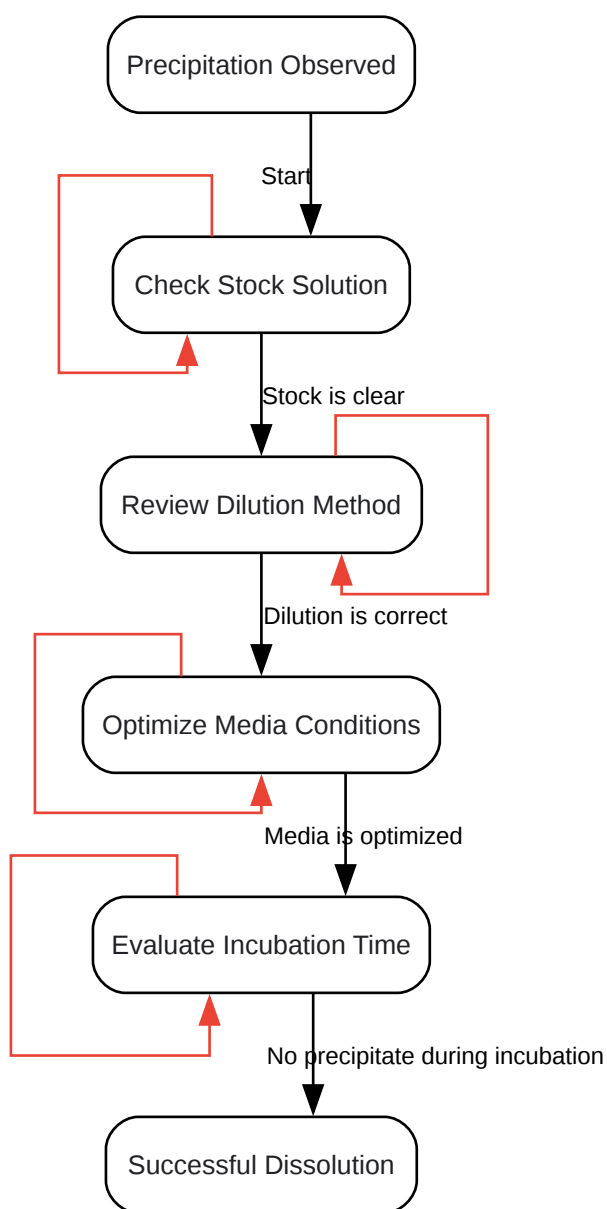 Precipitation Observed
Start
Check Stock Solution
Stock is clear
Review Dilution Method
Dilution is correct
Optimize Media Conditions
Media is optimized
Evaluate Incubation Time
No precipitate during incubation
Successful Dissolution